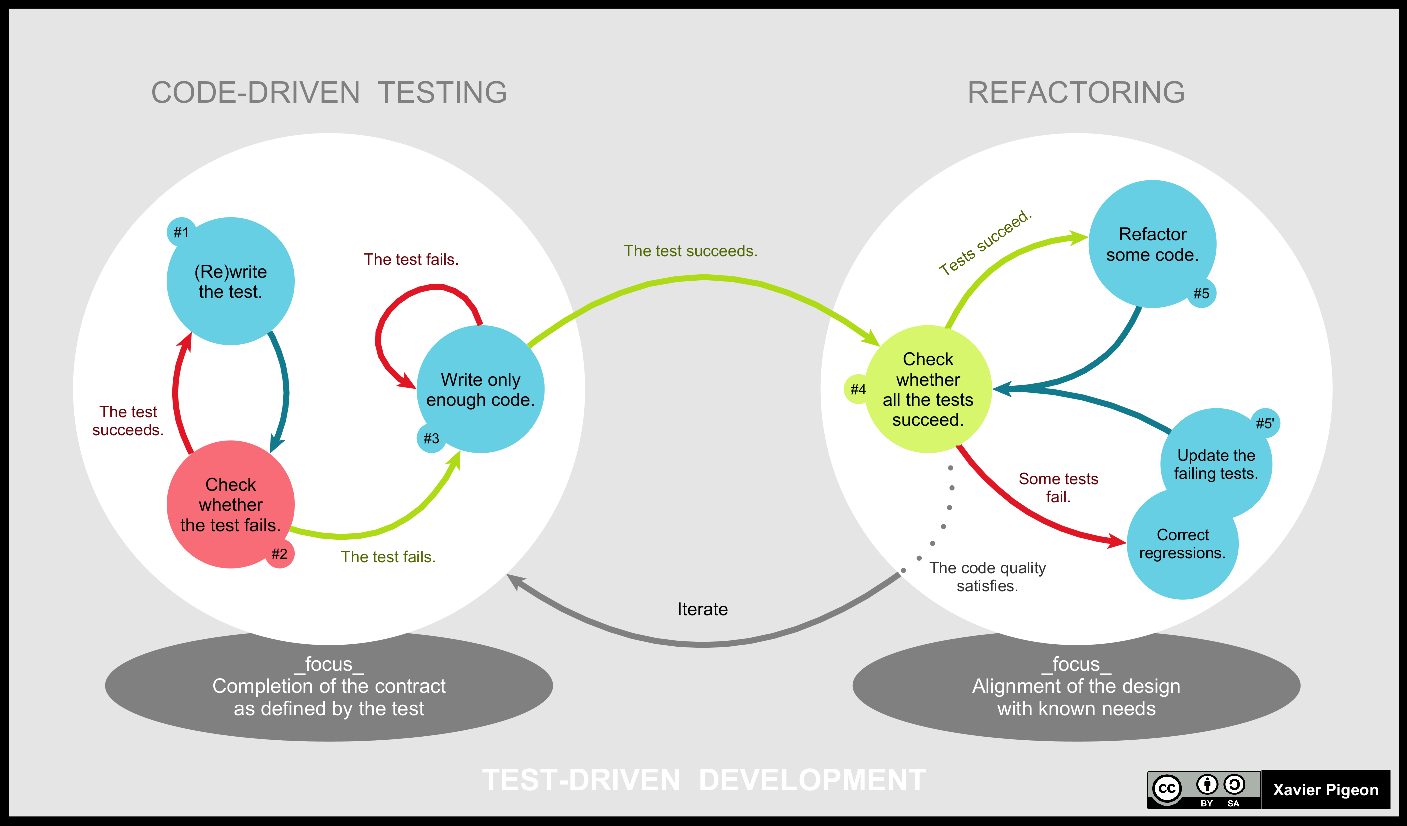 CODE-DRIVEN TESTING
REFACTORING
#1
(Re)write
the test.
The test
succeeds.
Check
whether
the test fails.
#2
The test fails.
The test fails.
Write only
enough code.
#3
The test succeeds.
Tests succeed.
Refactor
some code.
#5
Check
whether
all the tests
succeed.
#4
#5'
Update the
failing tests.
Some tests
fail.
Correct
regressions.
The code quality
satisfies.
Iterate
_focus_
Completion of the contract
as defined by the test
_focus_
Alignment of the design
with known needs
TEST-DRIVEN DEVELOPMENT
cc
BY SA
Xavier Pigeon